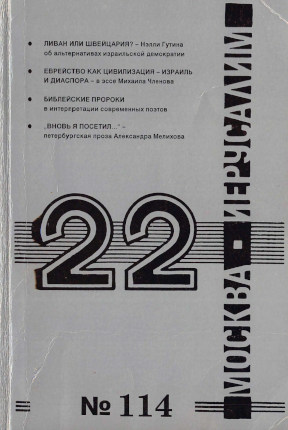 • ЛИВАН ИЛИ ШВЕЙЦАРИЯ? – Нэлли Гутина
об альтернативах израильской демократии
• ЕВРЕЙСТВО КАК ЦИВИЛИЗАЦИЯ – ИЗРАИЛЬ
И ДИАСПОРА – в эссе Михаила Членова
• БИБЛЕЙСКИЕ ПРОРОКИ
в интерпретации современных поэтов
• „ВНОВЬ Я ПОСЕТИЛ...” –
петербургская проза Александра Мелихова
22
МОСКВА ▪ ИЕРУСАЛИМ
№ 114